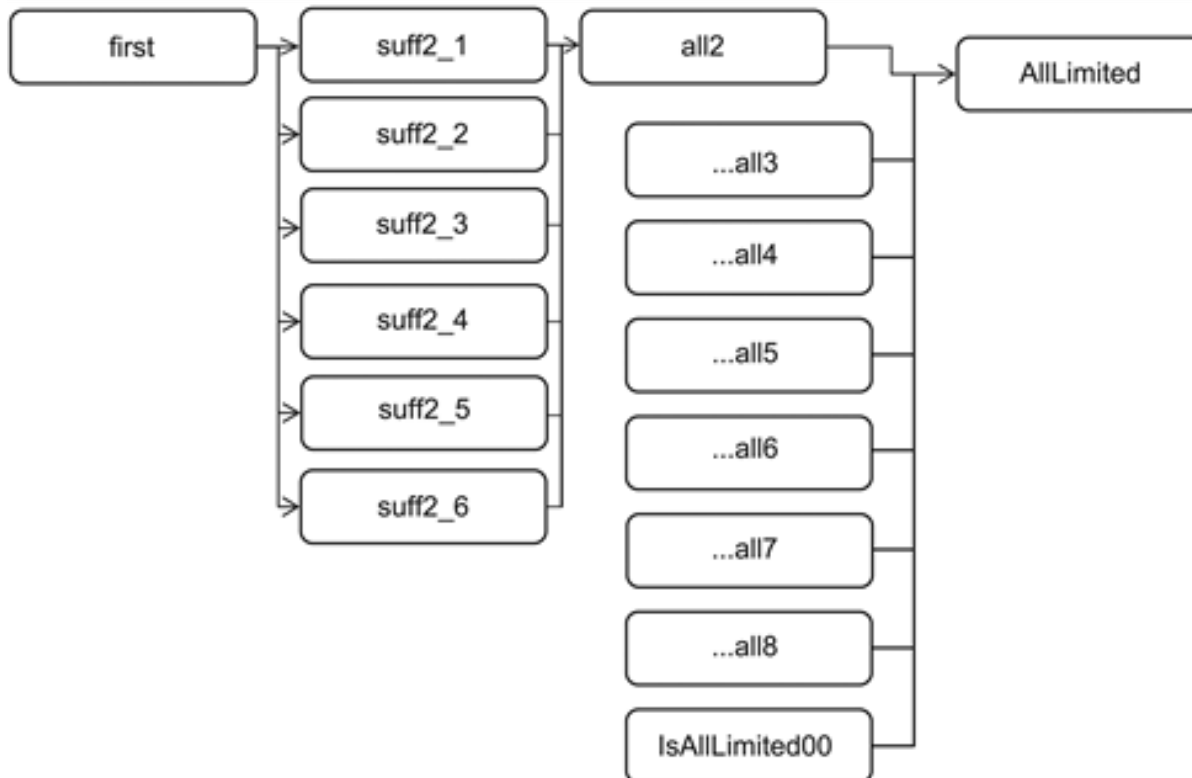 first
suff2_1
all2
AllLimited
suff2_2
...all3
suff2_3
...all4
suff2_4
...all5
suff2_5
...all6
suff2_6
...all7
...all8
IsAllLimited00